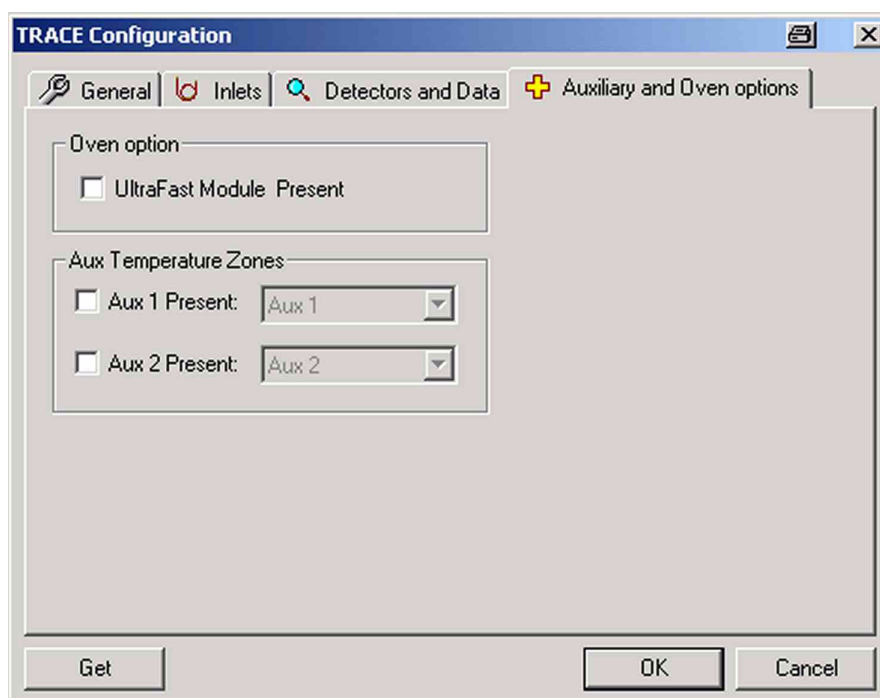 TRACE Configuration
General Inlets Detectors and Data Auxiliary and Oven options
Oven option
UltraFast Module Present
Aux Temperature Zones
Aux 1 Present: Aux 1
Aux 2 Present: Aux 2
Get OK Cancel